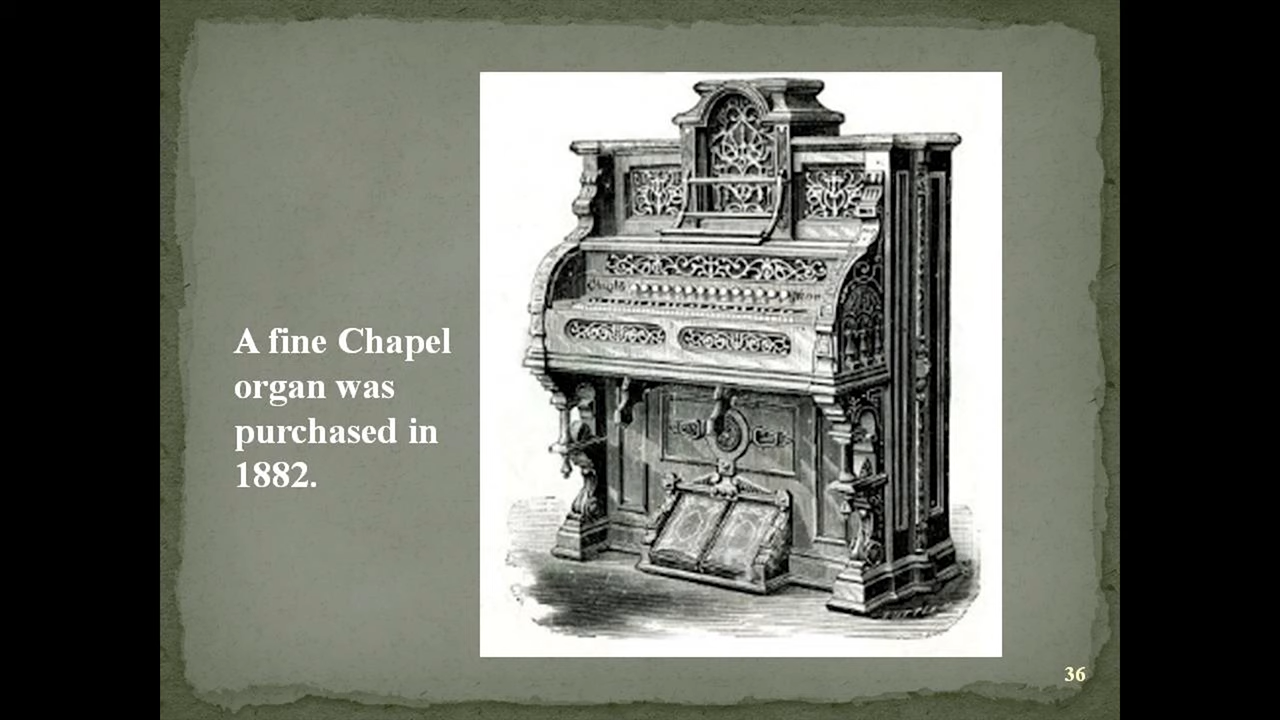 A fine Chapel
organ was
purchased in
1882.
36